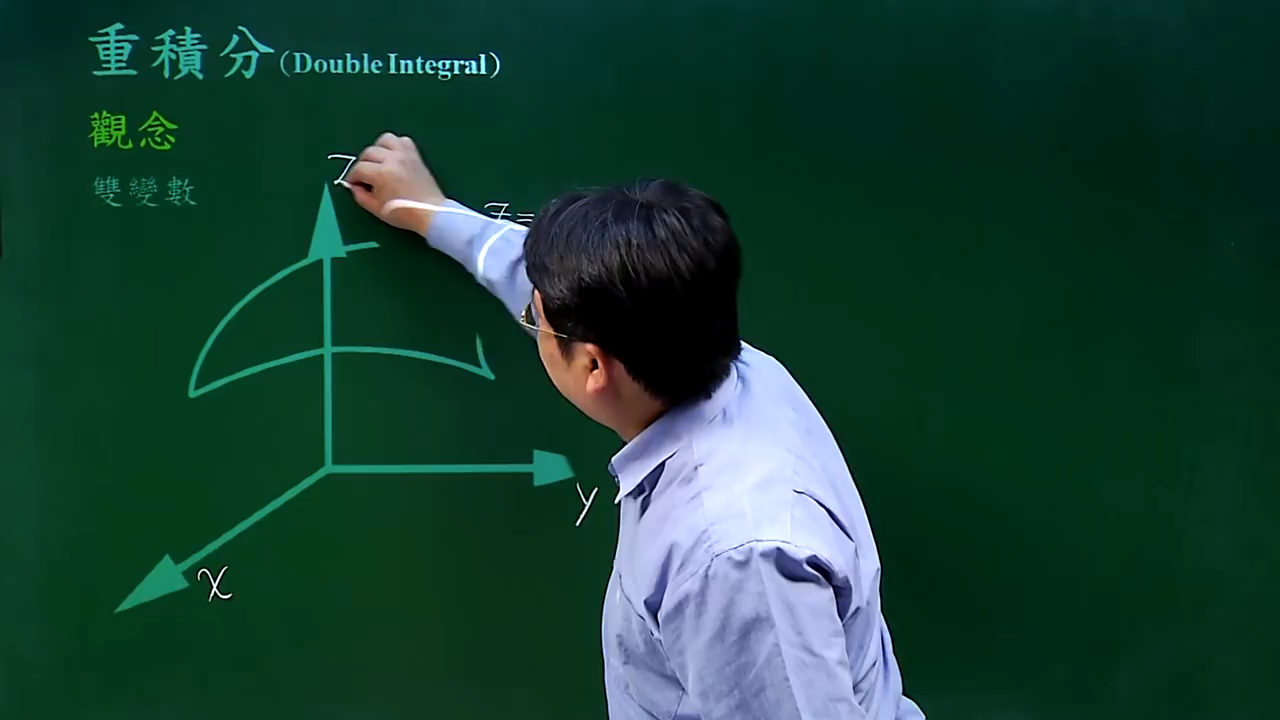 重積分(Double Integral)
觀念
雙變數
z
z=
y
x